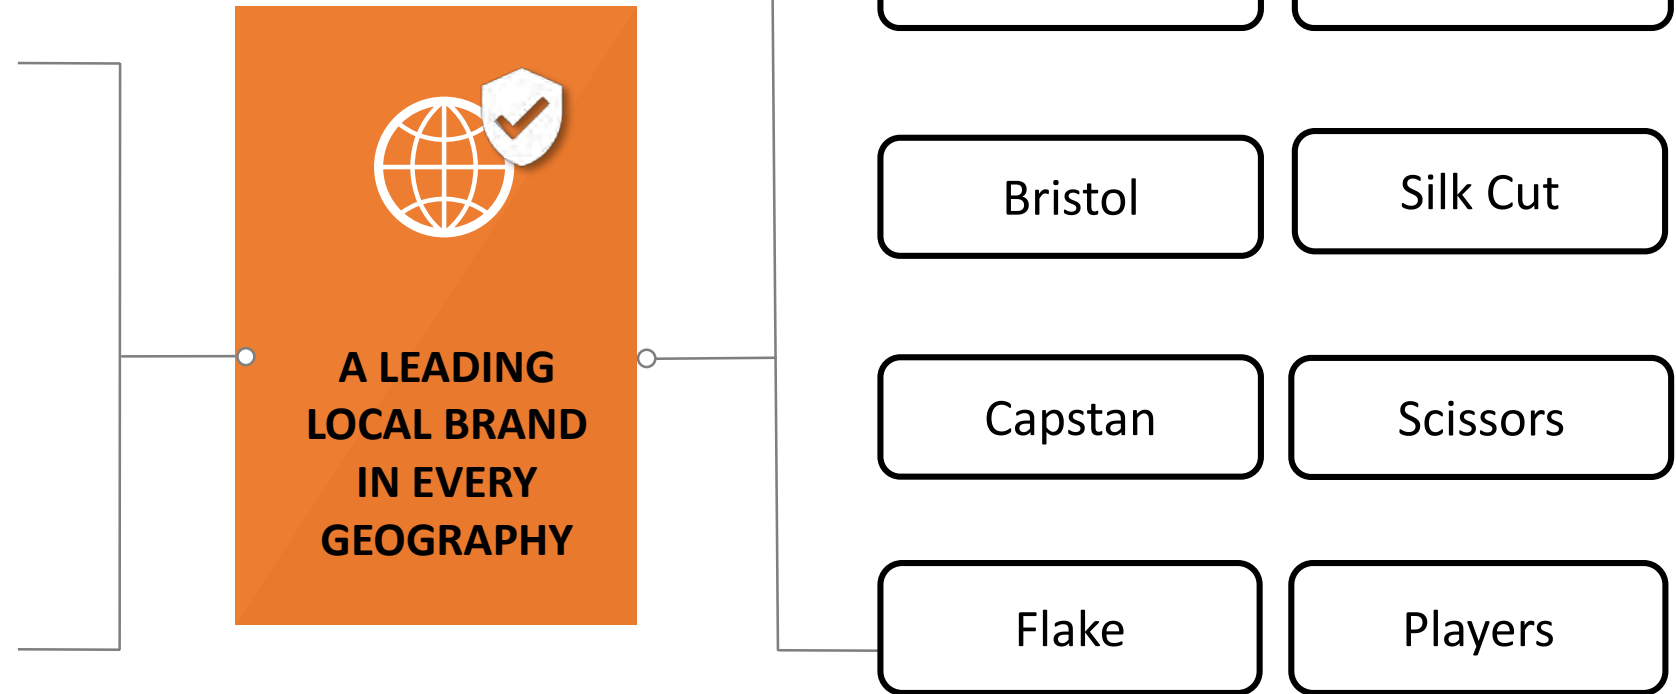 A LEADING
LOCAL BRAND
IN EVERY
GEOGRAPHY
Bristol
Silk Cut
Capstan
Scissors
Flake
Players